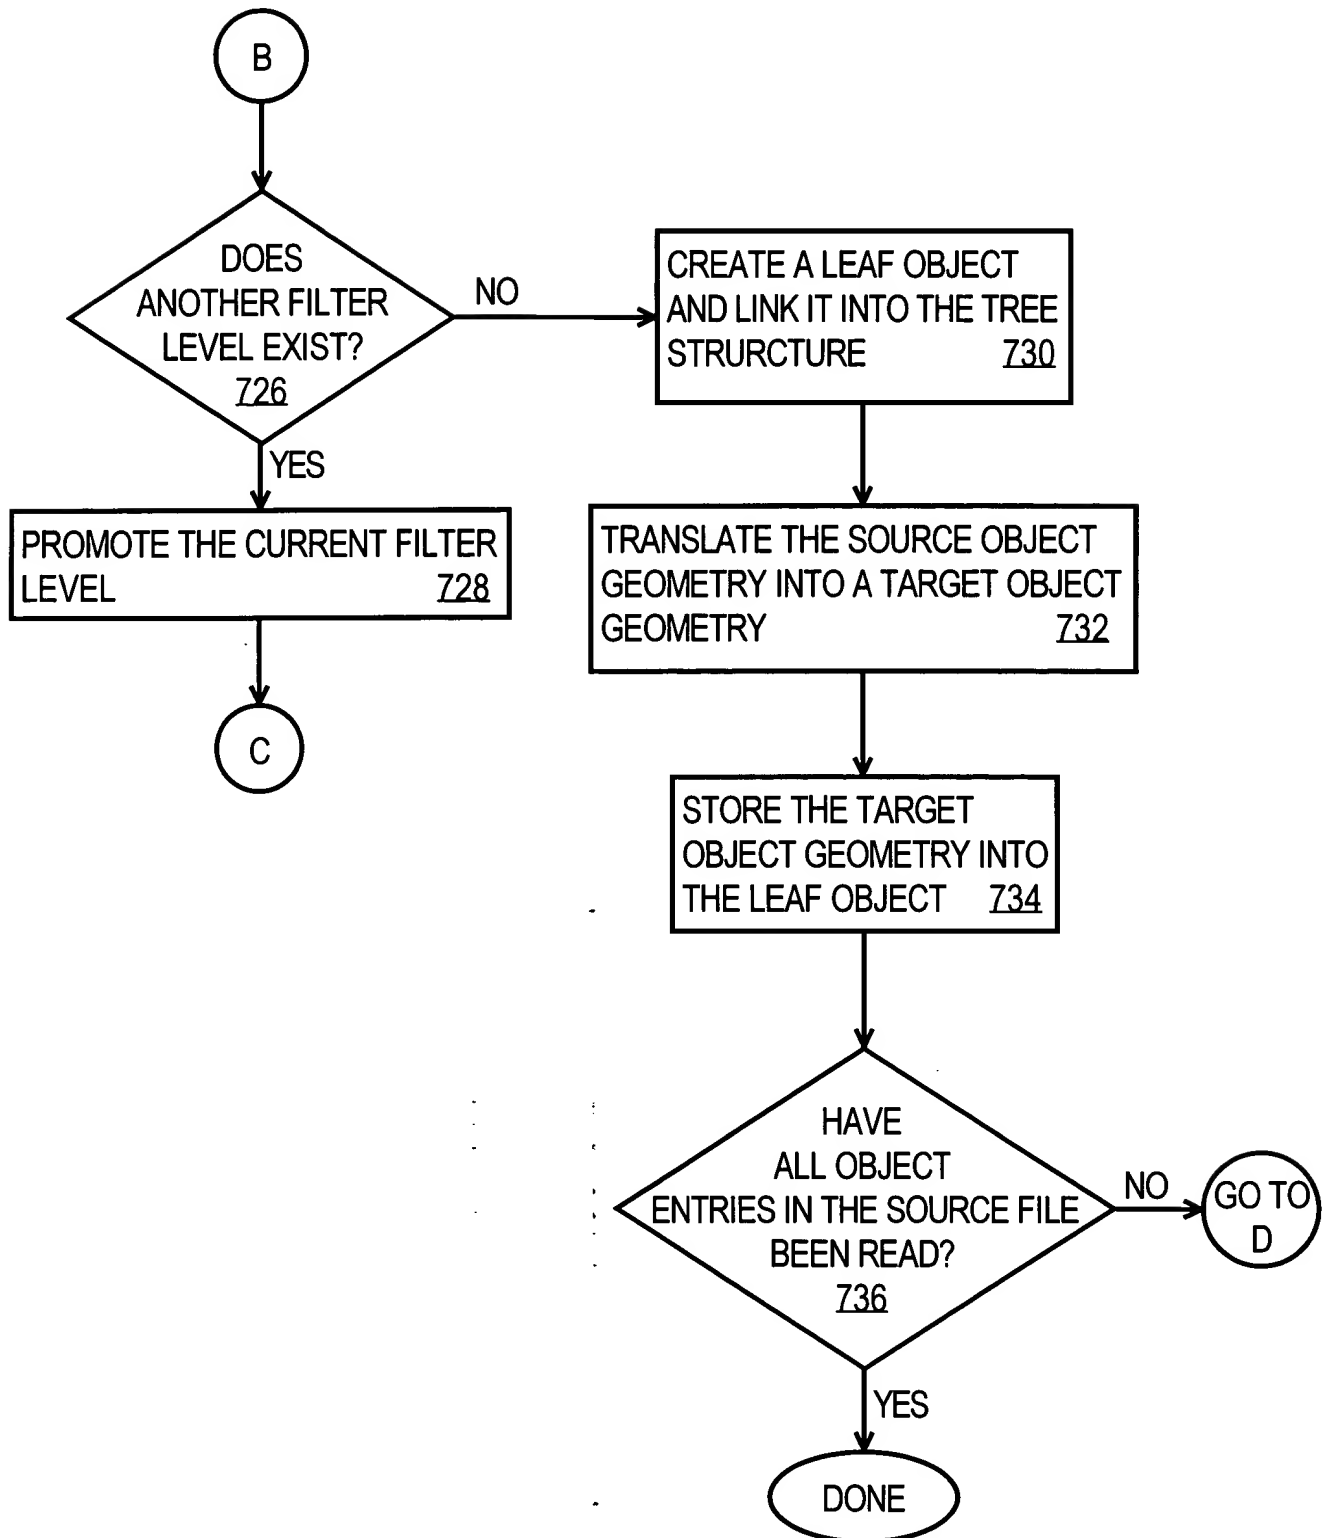 B
DOES
ANOTHER FILTER
LEVEL EXIST?
726
NO
YES
CREATE A LEAF OBJECT
AND LINK IT INTO THE TREE
STRURCTURE 730
PROMOTE THE CURRENT FILTER
LEVEL 728
C
TRANSLATE THE SOURCE OBJECT
GEOMETRY INTO A TARGET OBJECT
GEOMETRY 732
STORE THE TARGET
OBJECT GEOMETRY INTO
THE LEAF OBJECT 734
HAVE
ALL OBJECT
ENTRIES IN THE SOURCE FILE
BEEN READ?
736
NO
GO TO
D
YES
DONE